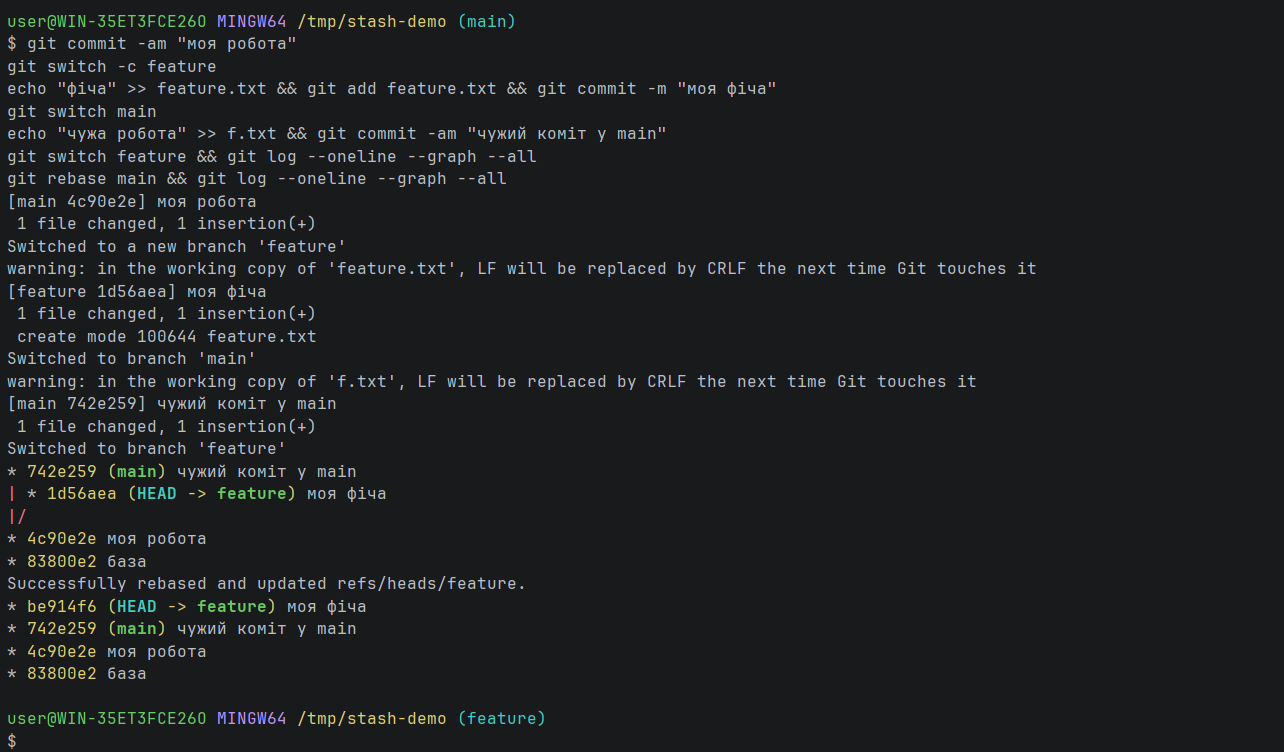 user@WIN-35ET3FCE26O MINGW64 /tmp/stash-demo (main)
$ git commit -am "моя робота"
git switch -c feature
echo "фіча" >> feature.txt && git add feature.txt && git commit -m "моя фіча"
git switch main
echo "чужа робота" >> f.txt && git commit -am "чужий коміт у main"
git switch feature && git log --oneline --graph --all
git rebase main && git log --oneline --graph --all
[main 4c90e2e] моя робота
 1 file changed, 1 insertion(+)
Switched to a new branch 'feature'
warning: in the working copy of 'feature.txt', LF will be replaced by CRLF the next time Git touches it
[feature 1d56aea] моя фіча
 1 file changed, 1 insertion(+)
 create mode 100644 feature.txt
Switched to branch 'main'
warning: in the working copy of 'f.txt', LF will be replaced by CRLF the next time Git touches it
[main 742e259] чужий коміт у main
 1 file changed, 1 insertion(+)
Switched to branch 'feature'
* 742e259 (main) чужий коміт у main
| * 1d56aea (HEAD -> feature) моя фіча
|/
* 4c90e2e моя робота
* 83800e2 база
Successfully rebased and updated refs/heads/feature.
* be914f6 (HEAD -> feature) моя фіча
* 742e259 (main) чужий коміт у main
* 4c90e2e моя робота
* 83800e2 база
user@WIN-35ET3FCE26O MINGW64 /tmp/stash-demo (feature)
$